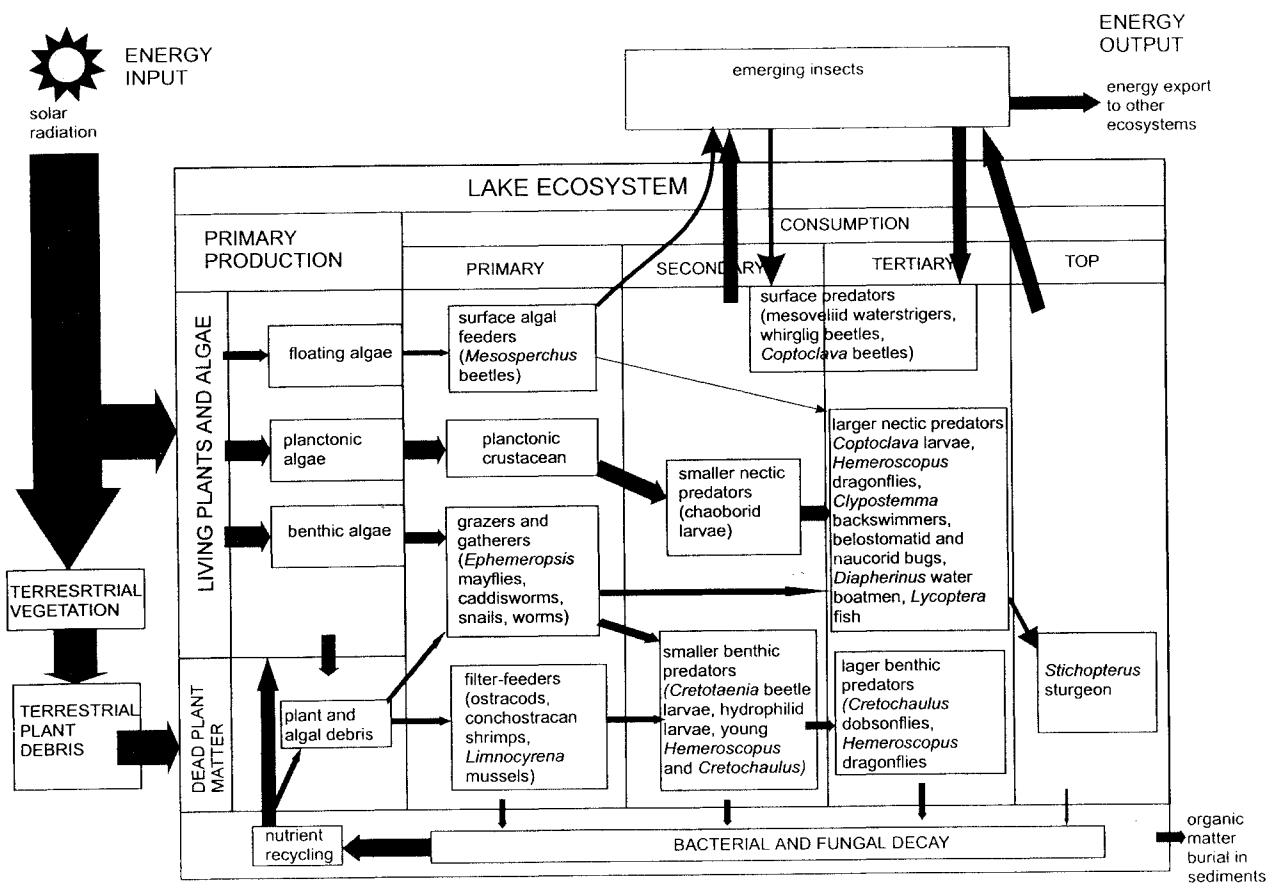 ENERGY
INPUT
solar
radiation
ENERGY
OUTPUT
emerging insects
energy export
to other
ecosystems
LAKE ECOSYSTEM
PRIMARY
PRODUCTION
CONSUMPTION
PRIMARY
SECONDARY
TERTIARY
TOP
LIVING PLANTS AND ALGAE
floating algae
surface algal
feeders
(Mesosperchus
beetles)
surface predators
(mesoveliid waterstrigers,
whirglig beetles,
Coptoclava beetles)
planctonic
algae
planctonic
crustacean
smaller nectic
predators
(chaoborid
larvae)
larger nectic predators
Coptoclava larvae,
Hemeroscopus
dragonflies,
Clypostemma
backswimmers,
belostomatid and
naucorid bugs,
Diapherinus water
boatmen, Lycoptera
fish
benthic algae
grazers and
gatherers
(Ephemeropsis
mayflies,
caddisworms,
snails, worms)
TERRESRTRIAL
VEGETATION
TERRESTRIAL
PLANT
DEBRIS
DEAD PLANT
MATTER
plant and
algal debris
filter-feeders
(ostracods,
conchostracan
shrimps,
Limnocyrena
mussels)
smaller benthic
predators
(Cretotaenia beetle
larvae, hydrophilid
larvae, young
Hemeroscopus
and Cretochaulus)
lager benthic
predators
(Cretochaulus
dobsonflies,
Hemeroscopus
dragonflies
Stichopterus
sturgeon
nutrient
recycling
BACTERIAL AND FUNGAL DECAY
organic
matter
burial in
sediments